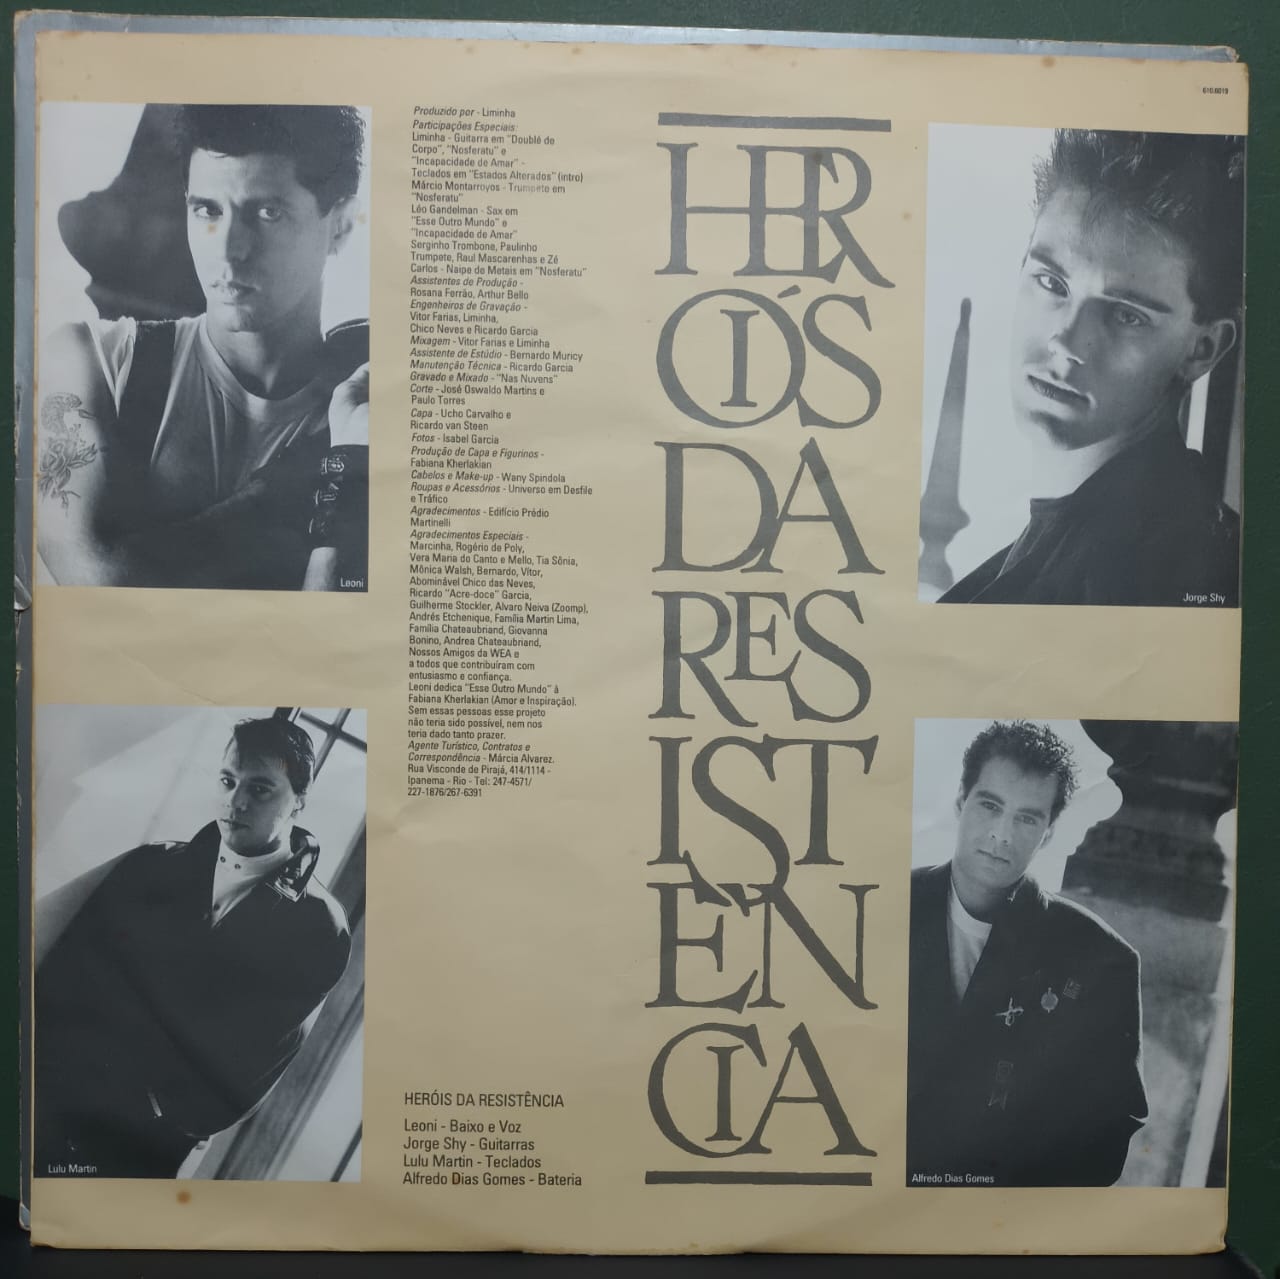 610.8019
Produzido por - Liminha
Participações Especiais:
Liminha - Guitarra em "Doublé de
Corpo", "Nosferatu" e
"Incapacidade de Amar" -
Teclados em "Estados Alterados" (intro)
Márcio Montarroyos - Trumpete em
"Nosferatu"
Léo Gandelman - Sax em
"Esse Outro Mundo" e
"Incapacidade de Amar"
Serginho Trombone, Paulinho
Trumpete, Raul Mascarenhas e Zé
Carlos - Naipe de Metais em "Nosferatu"
Assistentes de Produção -
Rosana Ferrão, Arthur Bello
Engenheiros de Gravação -
Vitor Farias, Liminha,
Chico Neves e Ricardo Garcia
Mixagem - Vitor Farias e Liminha
Assistente de Estúdio - Bernardo Muricy
Manutenção Técnica - Ricardo Garcia
Gravado e Mixado - "Nas Nuvens"
Corte - José Oswaldo Martins e
Paulo Torres
Capa - Ucho Carvalho e
Ricardo van Steen
Fotos - Isabel Garcia
Produção de Capa e Figurinos -
Fabiana Kherlakian
Cabelos e Make-up - Wany Spindola
Roupas e Acessórios - Universo em Desfile
e Tráfico
Agradecimentos - Edifício Prédio
Martinelli
Agradecimentos Especiais -
Marcinha, Rogério de Poly,
Vera Maria do Canto e Mello, Tia Sônia,
Mônica Walsh, Bernardo, Vítor,
Abominável Chico das Neves,
Ricardo "Acre-doce" Garcia,
Guilherme Stockler, Alvaro Neiva (Zoomp),
Andrés Etchenique, Família Martin Lima,
Família Chateaubriand, Giovanna
Bonino, Andrea Chateaubriand,
Nossos Amigos da WEA e
a todos que contribuíram com
entusiasmo e confiança.
Leoni dedica "Esse Outro Mundo" à
Fabiana Kherlakian (Amor e Inspiração).
Sem essas pessoas esse projeto
não teria sido possível, nem nos
teria dado tanto prazer.
Agente Turístico, Contratos e
Correspondência - Márcia Alvarez.
Rua Visconde de Pirajá, 414/1114 -
Ipanema - Rio - Tel: 247-4571/
227-1876/267-6391
HERÓIS DA RESISTÊNCIA
Leoni - Baixo e Voz
Jorge Shy - Guitarras
Lulu Martin - Teclados
Alfredo Dias Gomes - Bateria
HER
ÓIS
DA
RES
IST
ÊN
CIA
Leoni
Jorge Shy
Lulu Martin
Alfredo Dias Gomes